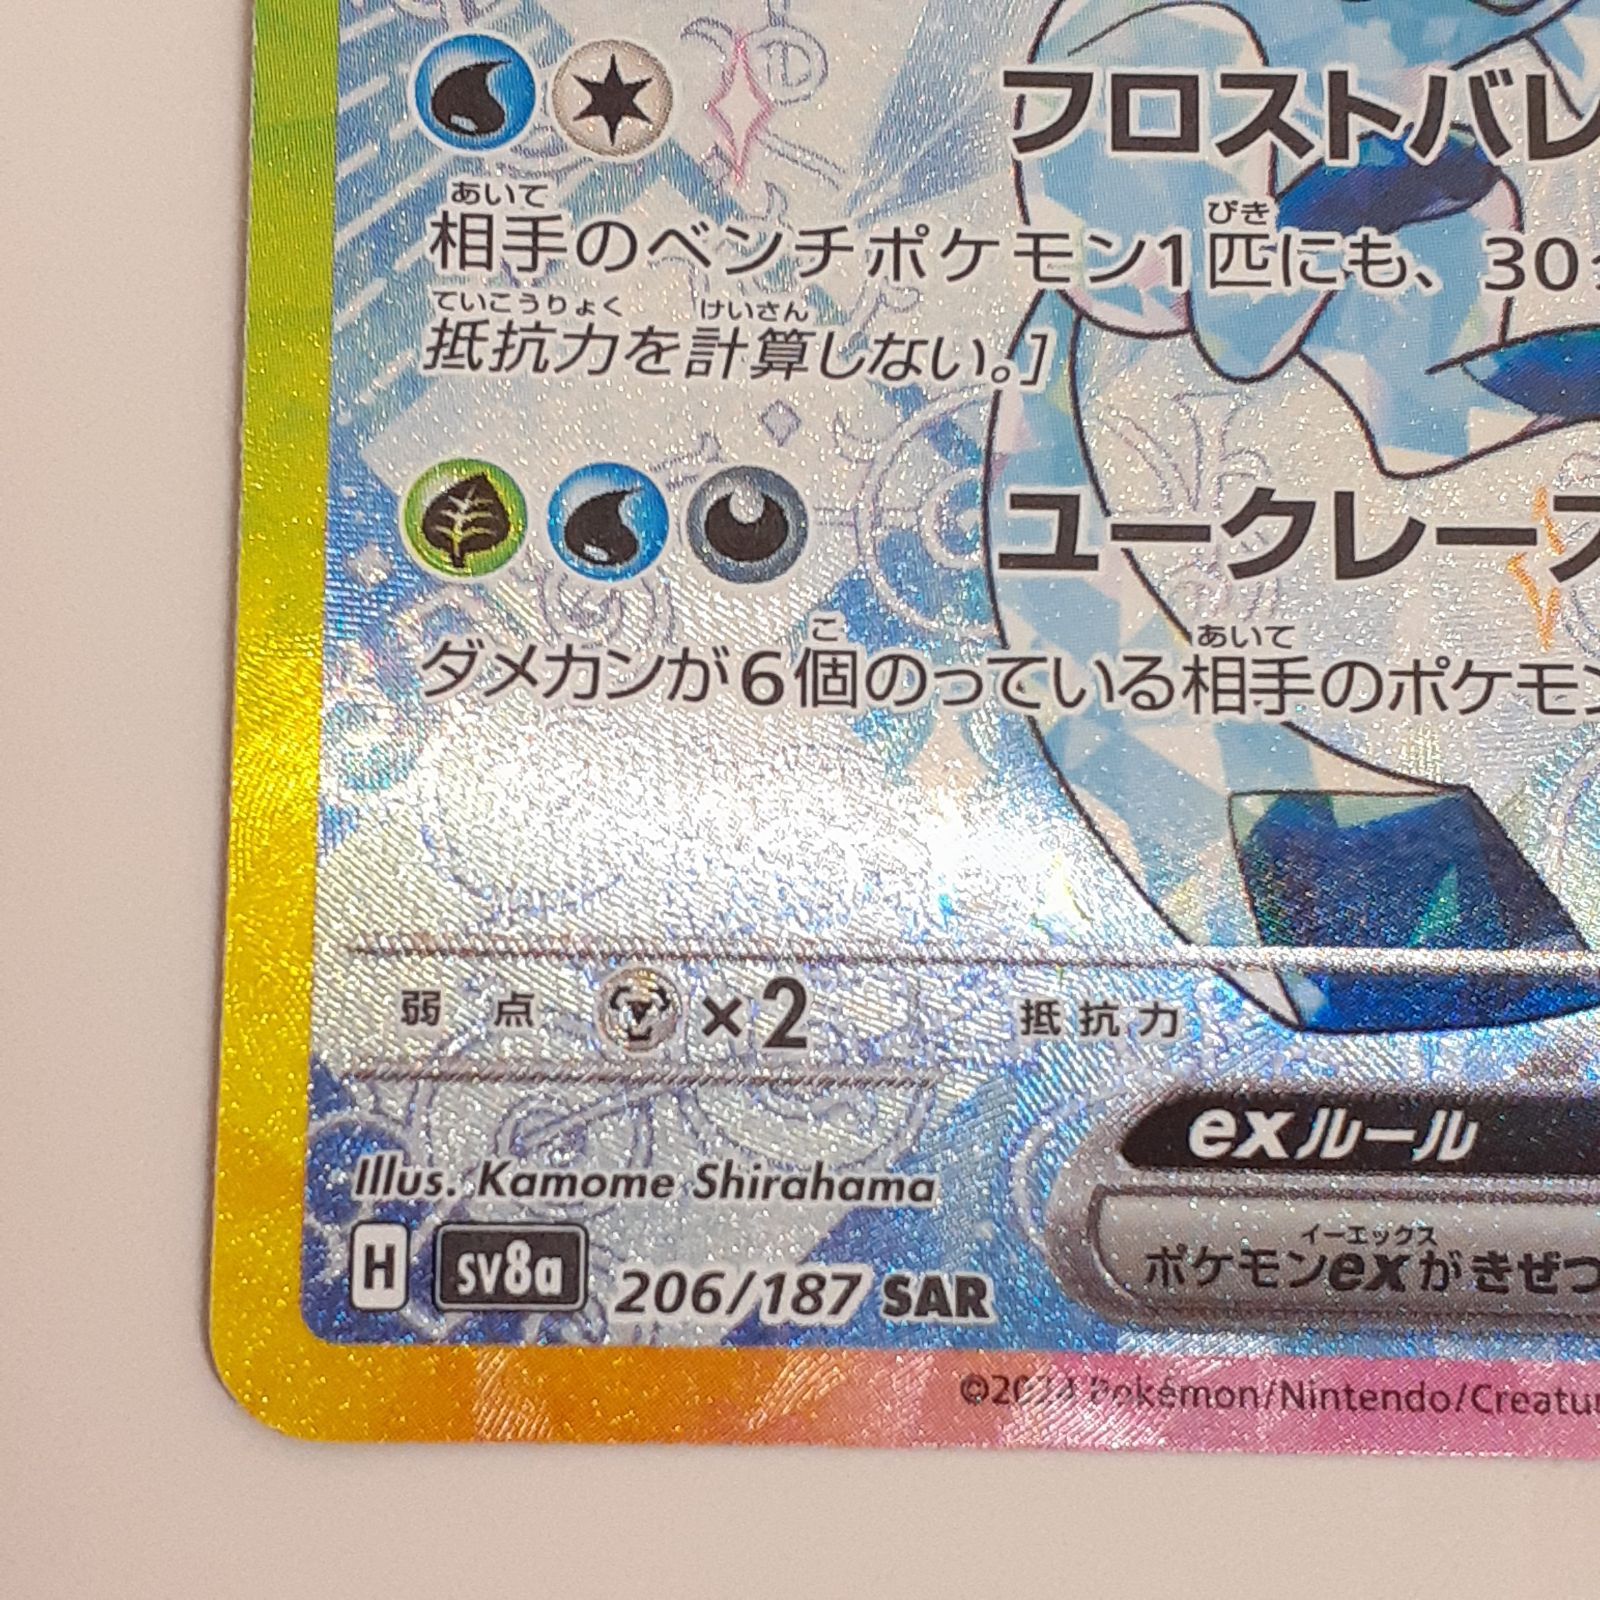 フロストバレ
あいて
びき
相手のベンチポケモン1匹にも、30
ていこうりょく けいさん
抵抗力を計算しない。]
ユークレース
こ
あいて
ダメカンが6個のっている相手のポケモン
弱点 ×2 抵抗力
exルール
Illus. Kamome Shirahama
イーエックス
ポケモンexがきぜつ
H sv8a 206/187 SAR
©2024 Pokémon/Nintendo/Creatur